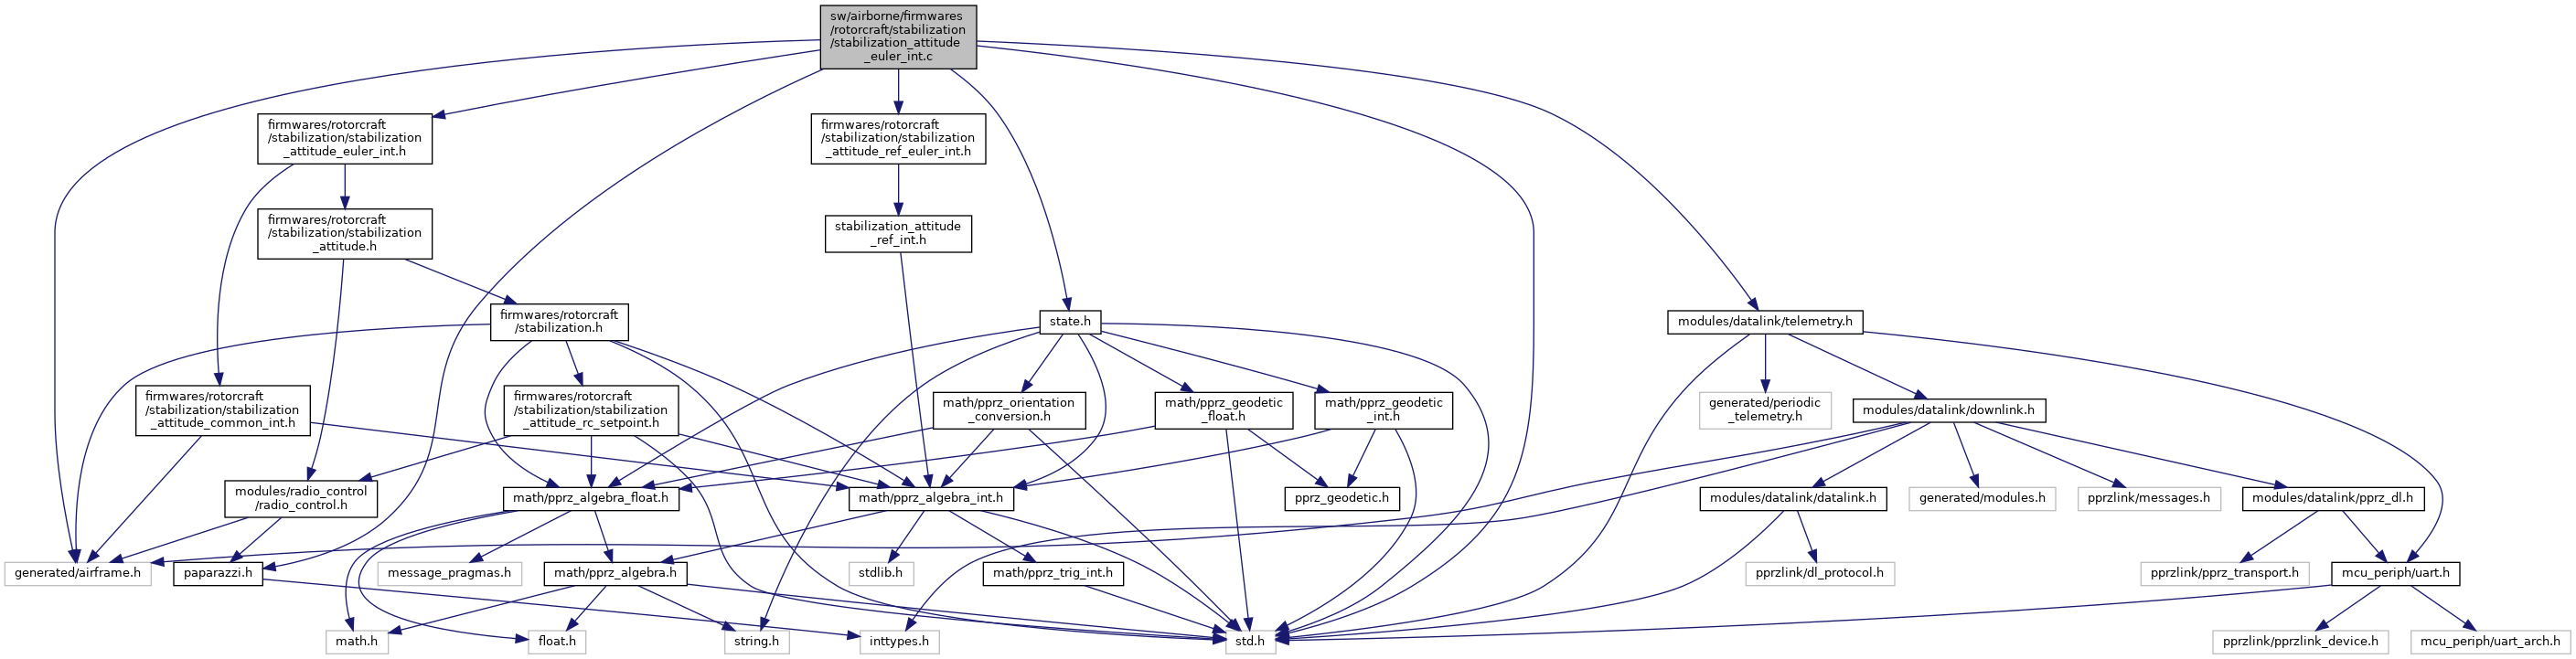 sw/airborne/firmwares
/rotorcraft/stabilization
/stabilization_attitude
_euler_int.c
firmwares/rotorcraft
/stabilization/stabilization
_attitude_euler_int.h
firmwares/rotorcraft
/stabilization/stabilization
_attitude_ref_euler_int.h
firmwares/rotorcraft
/stabilization/stabilization
_attitude.h
stabilization_attitude
_ref_int.h
firmwares/rotorcraft
/stabilization.h
state.h
modules/datalink/telemetry.h
firmwares/rotorcraft
/stabilization/stabilization
_attitude_common_int.h
firmwares/rotorcraft
/stabilization/stabilization
_attitude_rc_setpoint.h
math/pprz_orientation
_conversion.h
math/pprz_geodetic
_float.h
math/pprz_geodetic
_int.h
generated/periodic
_telemetry.h
modules/datalink/downlink.h
modules/radio_control
/radio_control.h
math/pprz_algebra_float.h
math/pprz_algebra_int.h
pprz_geodetic.h
modules/datalink/datalink.h
generated/modules.h
pprzlink/messages.h
modules/datalink/pprz_dl.h
generated/airframe.h
paparazzi.h
message_pragmas.h
math/pprz_algebra.h
stdlib.h
math/pprz_trig_int.h
pprzlink/dl_protocol.h
pprzlink/pprz_transport.h
mcu_periph/uart.h
math.h
float.h
string.h
inttypes.h
std.h
pprzlink/pprzlink_device.h
mcu_periph/uart_arch.h